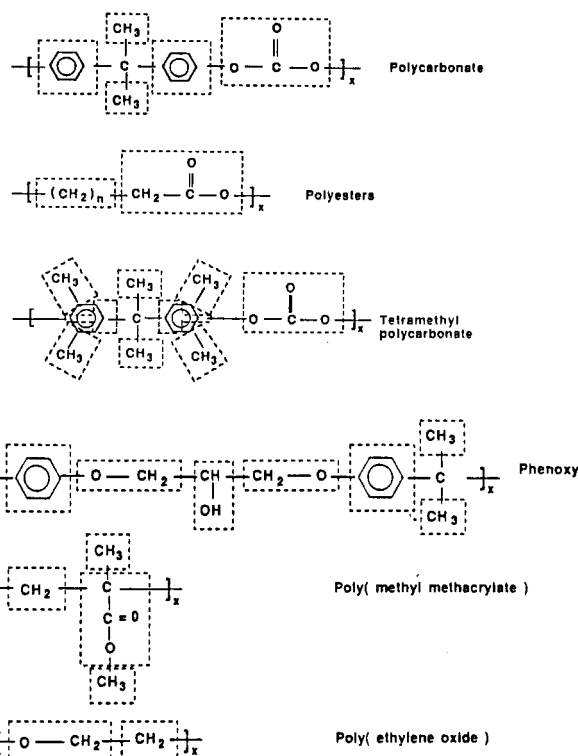 CH₃
[ C O — C — O ]x Polycarbonate
O
||
CH₃
O
||
[ (CH₂)n CH₂ — C — O ]x Polyesters
CH₃ CH₃ CH₃ O
||
[ C O — C — O ]x Tetramethyl
polycarbonate
CH₃ CH₃ CH₃
CH₃
O — CH₂ CH CH₂ — O C ]x Phenoxy
OH CH₃
CH₃
CH₂ C ]x Poly( methyl methacrylate )
C = O
O
CH₃
O — CH₂ CH₂ ]x Poly( ethylene oxide )